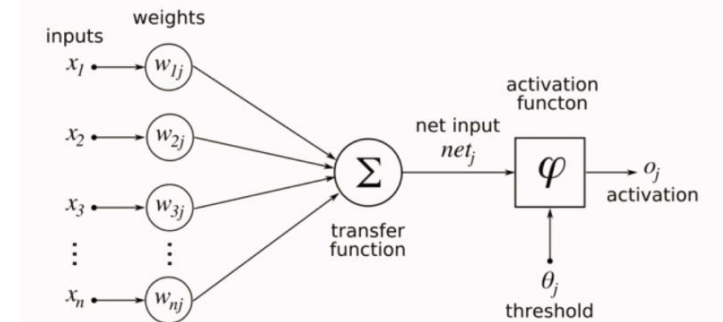 weights
inputs
x1 w1j
x2 w2j
x3 w3j
⋮ ⋮
xn wnj
Σ
transfer
function
net input
netj
activation
functon
φ
oj
activation
θj
threshold